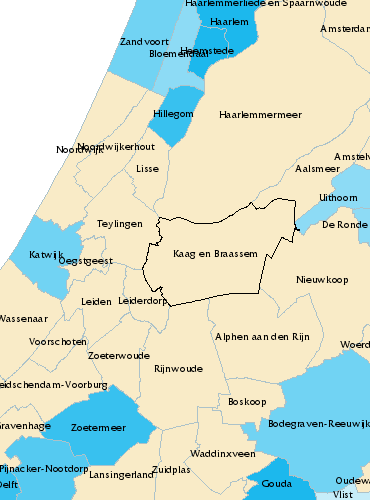 Haarlemmerliede en Spaarnwoude
Haarlem
Amsterdam
Zandvoort
Heemstede
Bloemendaal
Hillegom
Haarlemmermeer
Noordwijkerhout
Noordwijk
Amstelv
Lisse
Aalsmeer
Uithoorn
Teylingen
De Ronde
Katwijk
Kaag en Braassem
Oegstgeest
Nieuwkoop
Leiden
Leiderdorp
Wassenaar
Alphen aan den Rijn
Voorschoten
Woerd
Zoeterwoude
Rijnwoude
eidschendam-Voorburg
Boskoop
Gravenhage
Zoetermeer
Bodegraven-Reeuwijk
Waddinxveen
Pijnacker-Nootdorp
Zuidplas
Lansingerland
Oudewa
Delft
Gouda
Vlist